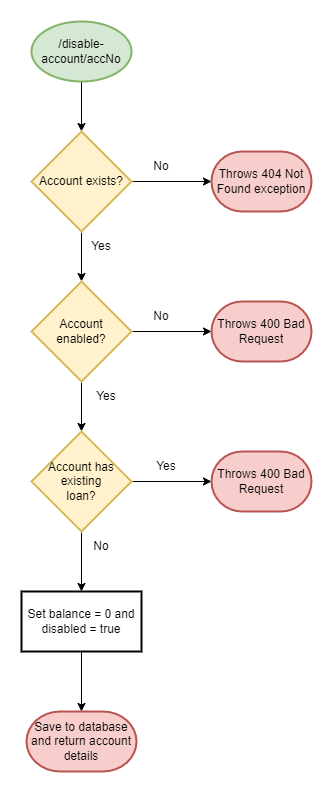 /disable-
account/accNo
Account exists?
No
Throws 404 Not
Found exception
Yes
Account
enabled?
No
Throws 400 Bad
Request
Yes
Account has
existing
loan?
Yes
Throws 400 Bad
Request
No
Set balance = 0 and
disabled = true
Save to database
and return account
details